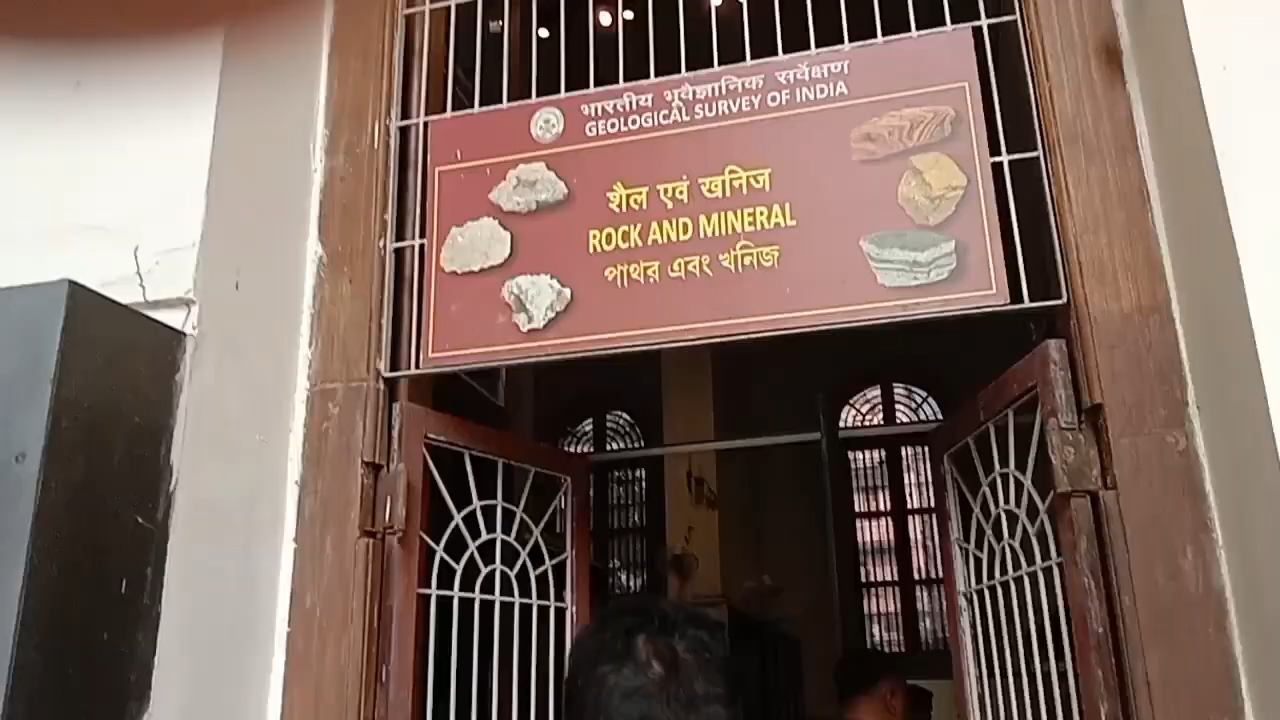 भारतीय भूवैज्ञानिक सर्वेक्षण
GEOLOGICAL SURVEY OF INDIA
शैल एवं खनिज
ROCK AND MINERAL
পাথর এবং খনিজ